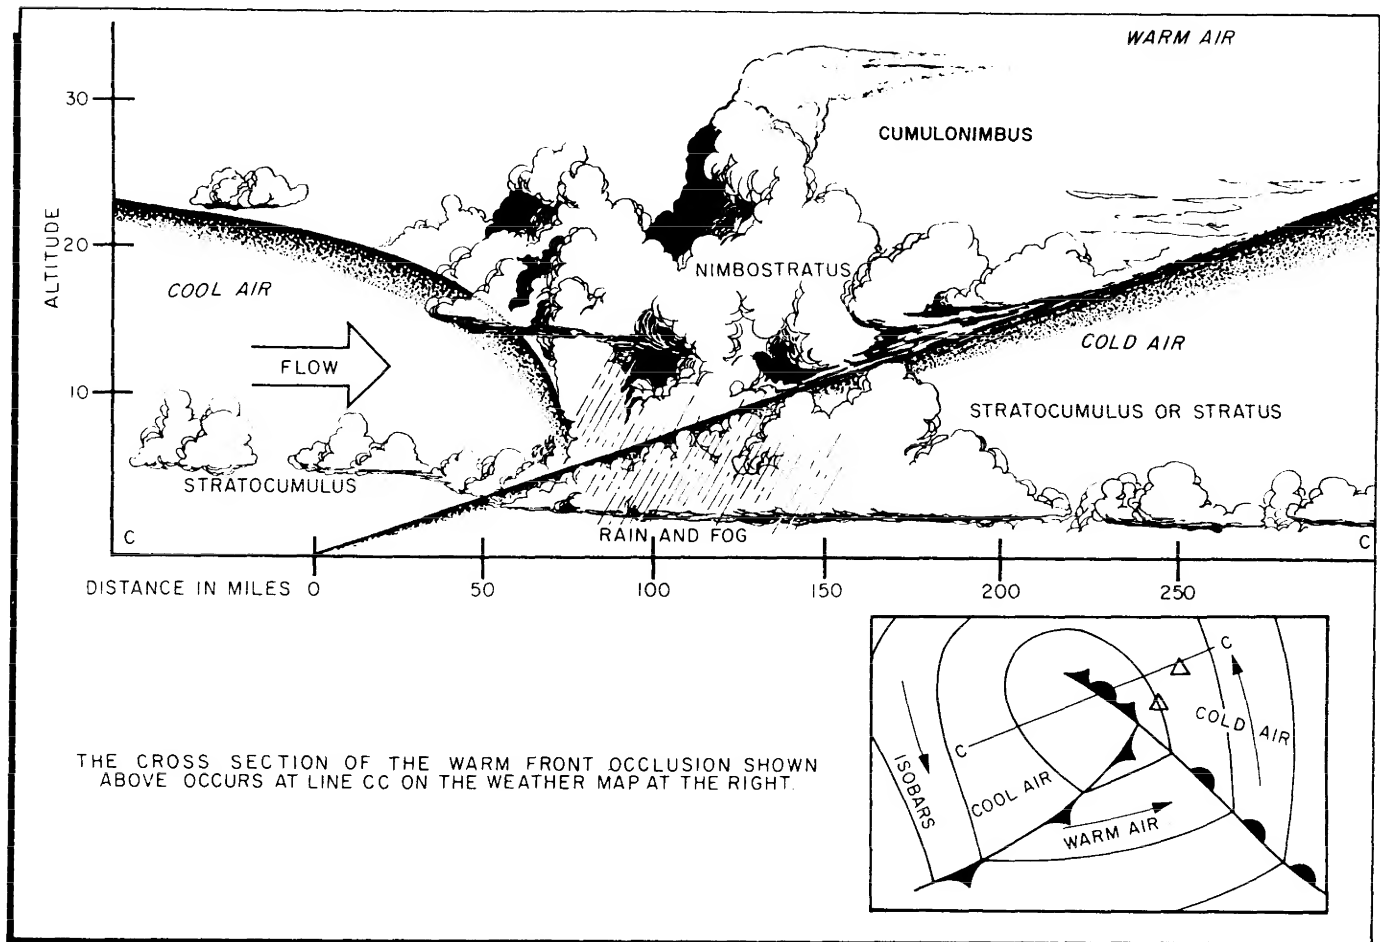 WARM AIR
30
CUMULONIMBUS
ALTITUDE
20
NIMBOSTRATUS
COOL AIR
COLD AIR
FLOW
10
STRATOCUMULUS OR STRATUS
STRATOCUMULUS
RAIN AND FOG
C
C
DISTANCE IN MILES 0 50 100 150 200 250
C
COLD AIR
C
ISOBARS
COOL AIR
WARM AIR
THE CROSS SECTION OF THE WARM FRONT OCCLUSION SHOWN
ABOVE OCCURS AT LINE CC ON THE WEATHER MAP AT THE RIGHT.